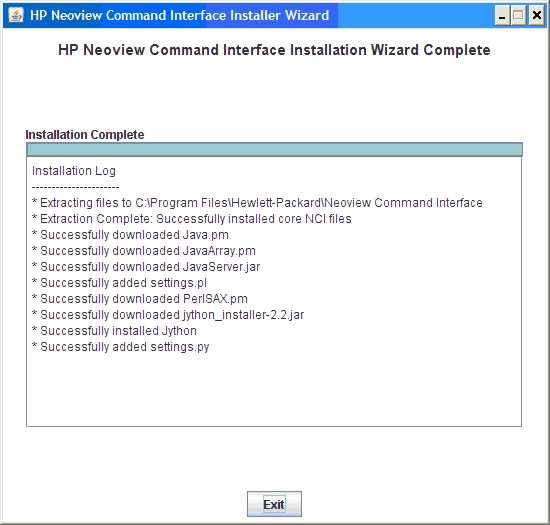 HP Neoview Command Interface Installer Wizard
HP Neoview Command Interface Installation Wizard Complete
Installation Complete
Installation Log
----------------------
* Extracting files to C:\Program Files\Hewlett-Packard\Neoview Command Interface
* Extraction Complete: Successfully installed core NCI files
* Successfully downloaded Java.pm
* Successfully downloaded JavaArray.pm
* Successfully downloaded JavaServer.jar
* Successfully added settings.pl
* Successfully downloaded PerlSAX.pm
* Successfully downloaded jython_installer-2.2.jar
* Successfully installed Jython
* Successfully added settings.py
Exit